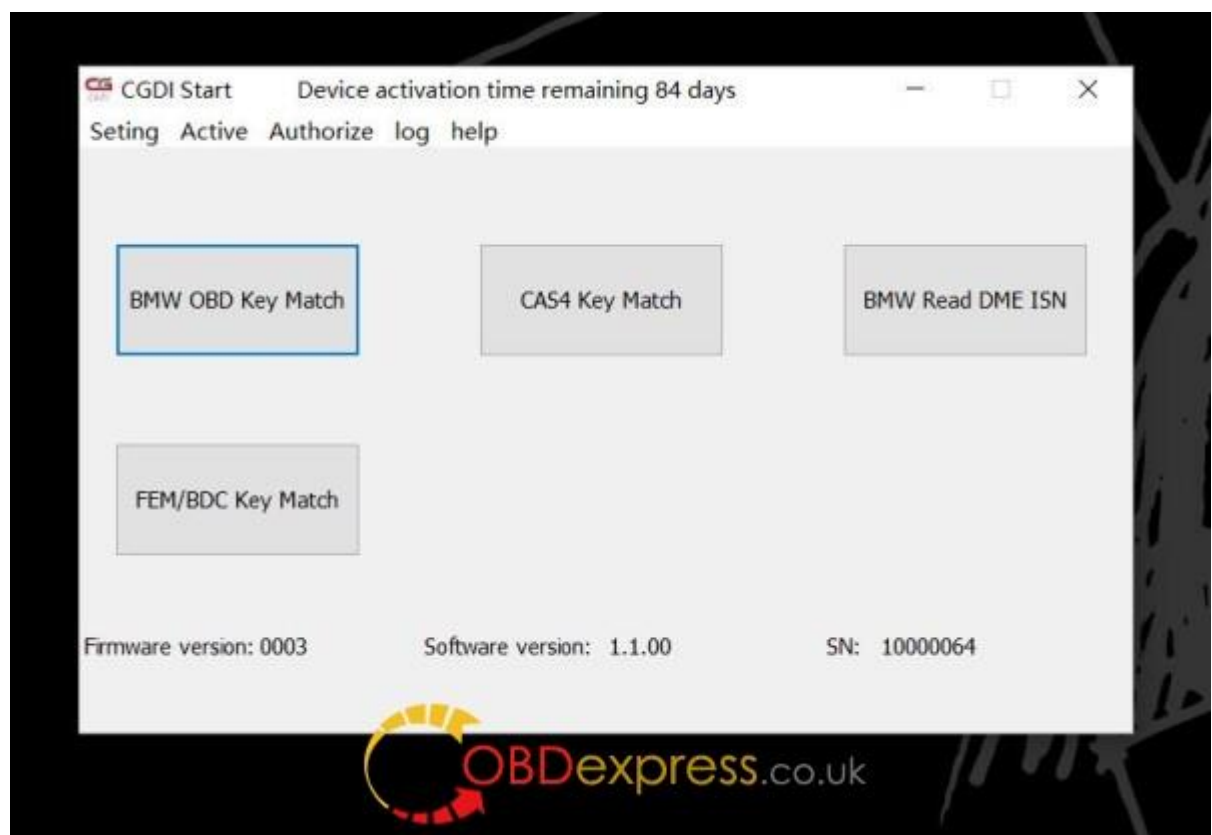 CG CGDI Start Device activation time remaining 84 days
Seting Active Authorize log help
BMW OBD Key Match CAS4 Key Match BMW Read DME ISN
FEM/BDC Key Match
Firmware version: 0003 Software version: 1.1.00 SN: 10000064
OBDexpress.co.uk